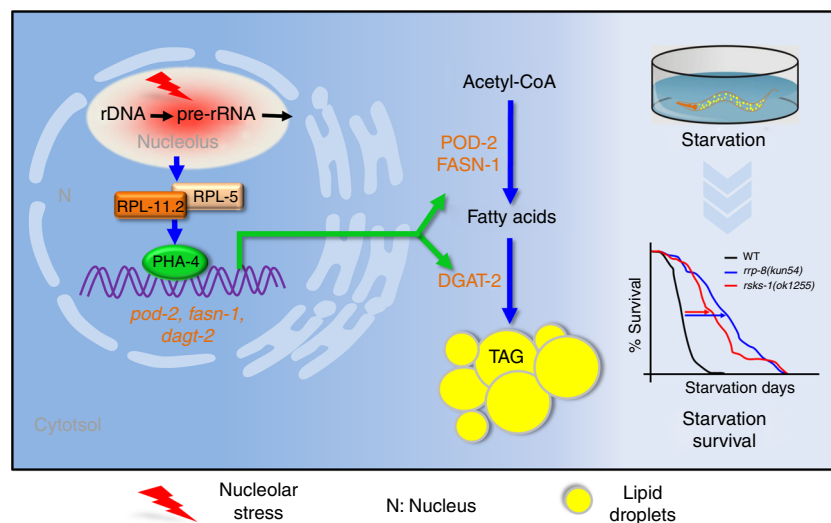 rDNA
pre-rRNA
Nucleolus
N
RPL-5
RPL-11.2
PHA-4
pod-2, fasn-1,
dagt-2
Cytotsol
Acetyl-CoA
POD-2
FASN-1
Fatty acids
DGAT-2
TAG
Starvation
WT
rrp-8(kun54)
rsks-1(ok1255)
% Survival
Starvation days
Starvation
survival
Nucleolar
stress
N: Nucleus
Lipid
droplets